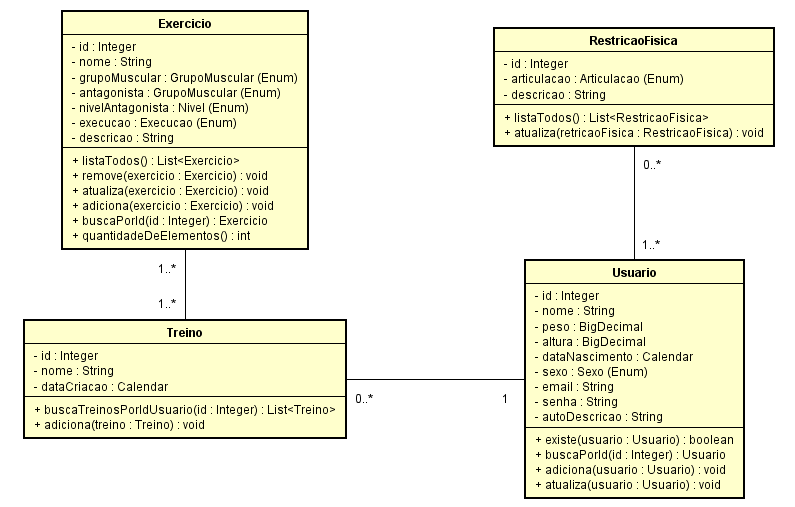 Exercicio
- id : Integer
- nome : String
- grupoMuscular : GrupoMuscular (Enum)
- antagonista : GrupoMuscular (Enum)
- nivelAntagonista : Nivel (Enum)
- execucao : Execucao (Enum)
- descricao : String
+ listaTodos() : List<Exercicio>
+ remove(exercicio : Exercicio) : void
+ atualiza(exercicio : Exercicio) : void
+ adiciona(exercicio : Exercicio) : void
+ buscaPorId(id : Integer) : Exercicio
+ quantidadeDeElementos() : int
RestricaoFisica
- id : Integer
- articulacao : Articulacao (Enum)
- descricao : String
+ listaTodos() : List<RestricaoFisica>
+ atualiza(retricaoFisica : RestricaoFisica) : void
0..*
1..*
1..*
1..*
Treino
- id : Integer
- nome : String
- dataCriacao : Calendar
+ buscaTreinosPorIdUsuario(id : Integer) : List<Treino>
+ adiciona(treino : Treino) : void
0..*
1
Usuario
- id : Integer
- nome : String
- peso : BigDecimal
- altura : BigDecimal
- dataNascimento : Calendar
- sexo : Sexo (Enum)
- email : String
- senha : String
- autoDescricao : String
+ existe(usuario : Usuario) : boolean
+ buscaPorId(id : Integer) : Usuario
+ adiciona(usuario : Usuario) : void
+ atualiza(usuario : Usuario) : void